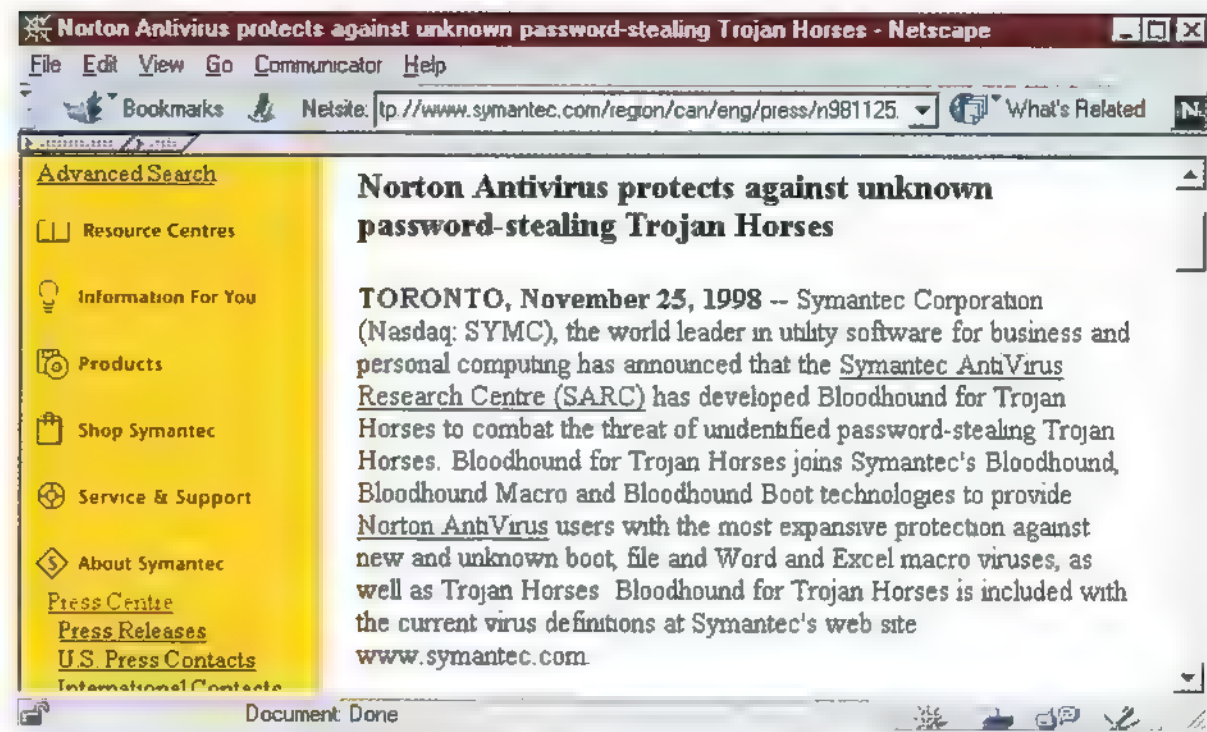 Norton Antivirus protects against unknown password-stealing Trojan Horses - Netscape
File Edit View Go Communicator Help
Bookmarks Netsite: tp://www.symantec.com/region/can/eng/press/n981125. What's Related N
Advanced Search
Resource Centres
Information For You
Products
Shop Symantec
Service & Support
About Symantec
Press Centre
Press Releases
U.S. Press Contacts
International Contacts
Norton Antivirus protects against unknown
password-stealing Trojan Horses
TORONTO, November 25, 1998 -- Symantec Corporation
(Nasdaq: SYMC), the world leader in utility software for business and
personal computing has announced that the Symantec AntiVirus
Research Centre (SARC) has developed Bloodhound for Trojan
Horses to combat the threat of unidentified password-stealing Trojan
Horses. Bloodhound for Trojan Horses joins Symantec's Bloodhound,
Bloodhound Macro and Bloodhound Boot technologies to provide
Norton AntiVirus users with the most expansive protection against
new and unknown boot, file and Word and Excel macro viruses, as
well as Trojan Horses Bloodhound for Trojan Horses is included with
the current virus definitions at Symantec's web site
www.symantec.com
Document: Done